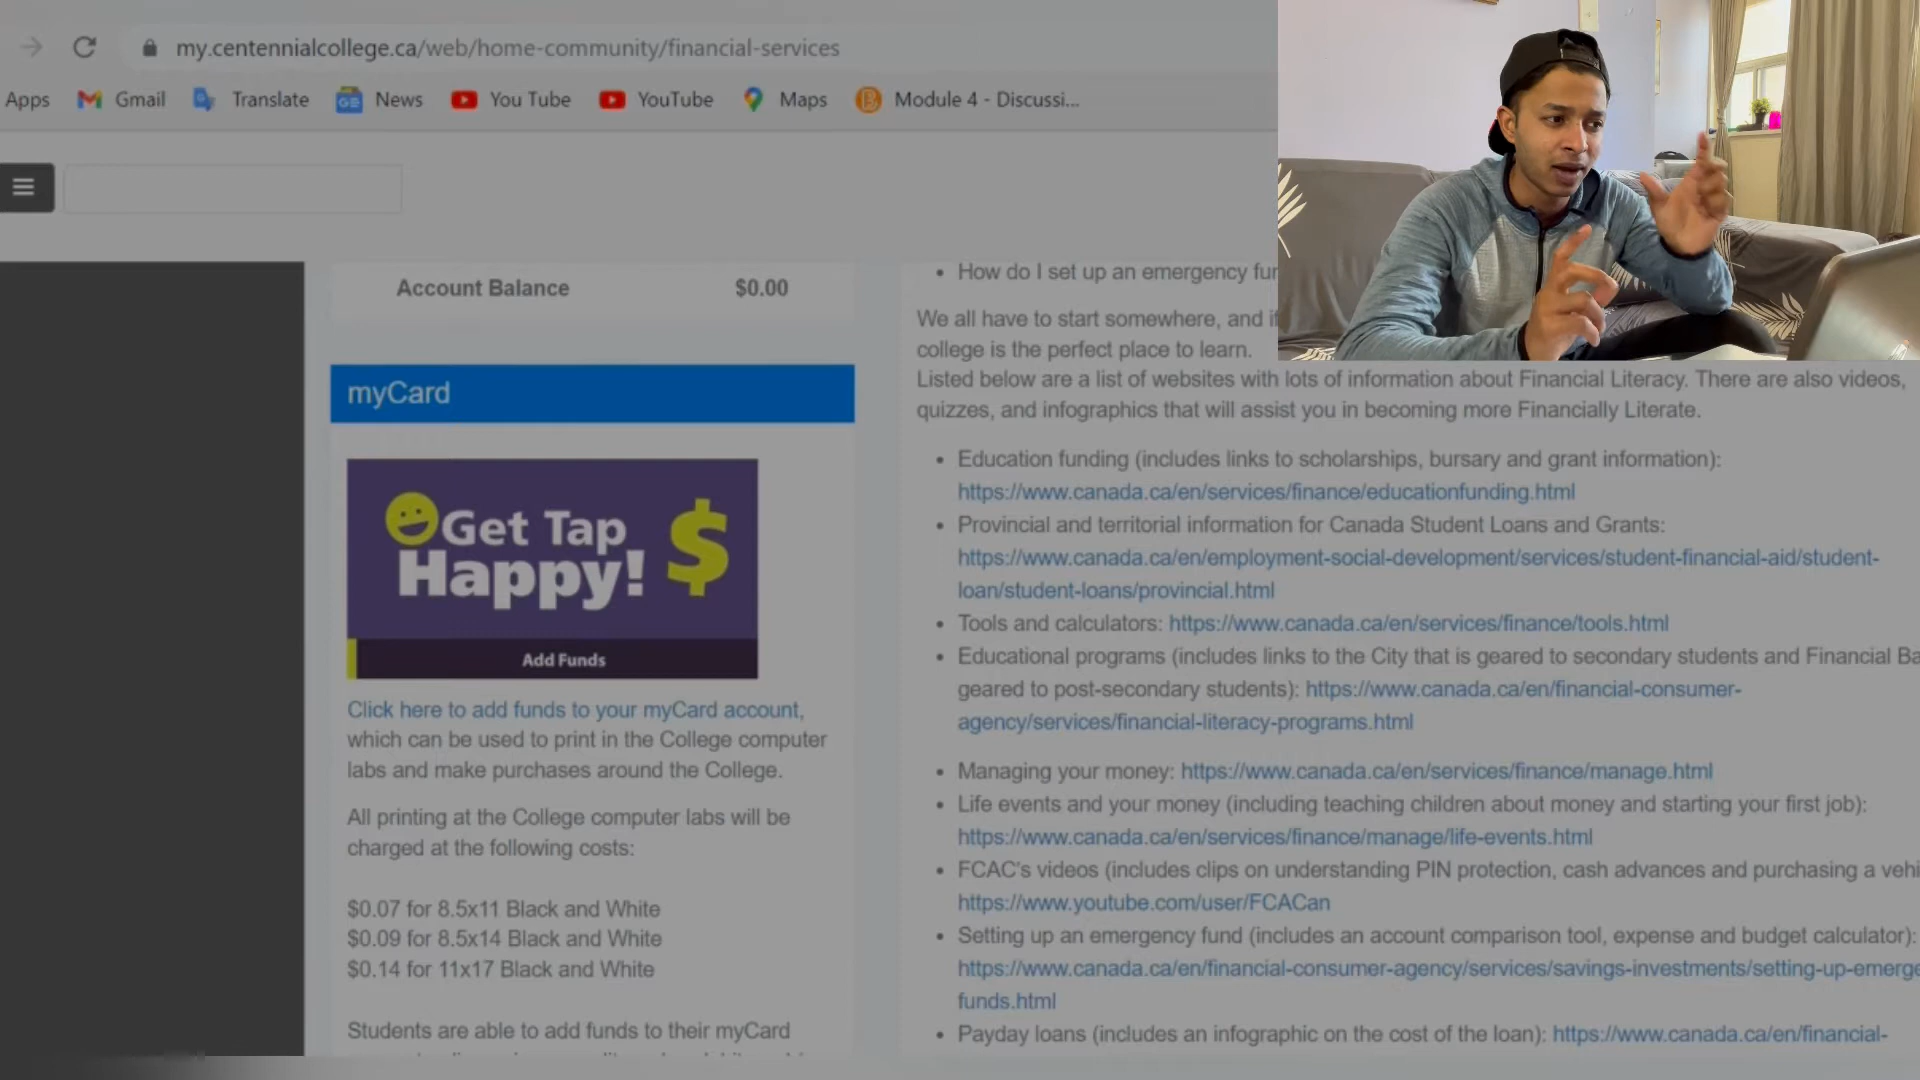 my.centennialcollege.ca/web/home-community/financial-services
Apps Gmail Translate GE News You Tube YouTube Maps Module 4 - Discussi...
Account Balance $0.00
myCard
Get Tap
Happy! $
Add Funds
Click here to add funds to your myCard account,
which can be used to print in the College computer
labs and make purchases around the College.
All printing at the College computer labs will be
charged at the following costs:
$0.07 for 8.5x11 Black and White
$0.09 for 8.5x14 Black and White
$0.14 for 11x17 Black and White
Students are able to add funds to their myCard
• How do I set up an emergency fur
We all have to start somewhere, and if
college is the perfect place to learn.
Listed below are a list of websites with lots of information about Financial Literacy. There are also videos,
quizzes, and infographics that will assist you in becoming more Financially Literate.
• Education funding (includes links to scholarships, bursary and grant information):
https://www.canada.ca/en/services/finance/educationfunding.html
• Provincial and territorial information for Canada Student Loans and Grants:
https://www.canada.ca/en/employment-social-development/services/student-financial-aid/student-
loan/student-loans/provincial.html
• Tools and calculators: https://www.canada.ca/en/services/finance/tools.html
• Educational programs (includes links to the City that is geared to secondary students and Financial Ba
geared to post-secondary students): https://www.canada.ca/en/financial-consumer-
agency/services/financial-literacy-programs.html
• Managing your money: https://www.canada.ca/en/services/finance/manage.html
• Life events and your money (including teaching children about money and starting your first job):
https://www.canada.ca/en/services/finance/manage/life-events.html
• FCAC's videos (includes clips on understanding PIN protection, cash advances and purchasing a vehi
https://www.youtube.com/user/FCACan
• Setting up an emergency fund (includes an account comparison tool, expense and budget calculator):
https://www.canada.ca/en/financial-consumer-agency/services/savings-investments/setting-up-emerge
funds.html
• Payday loans (includes an infographic on the cost of the loan): https://www.canada.ca/en/financial-